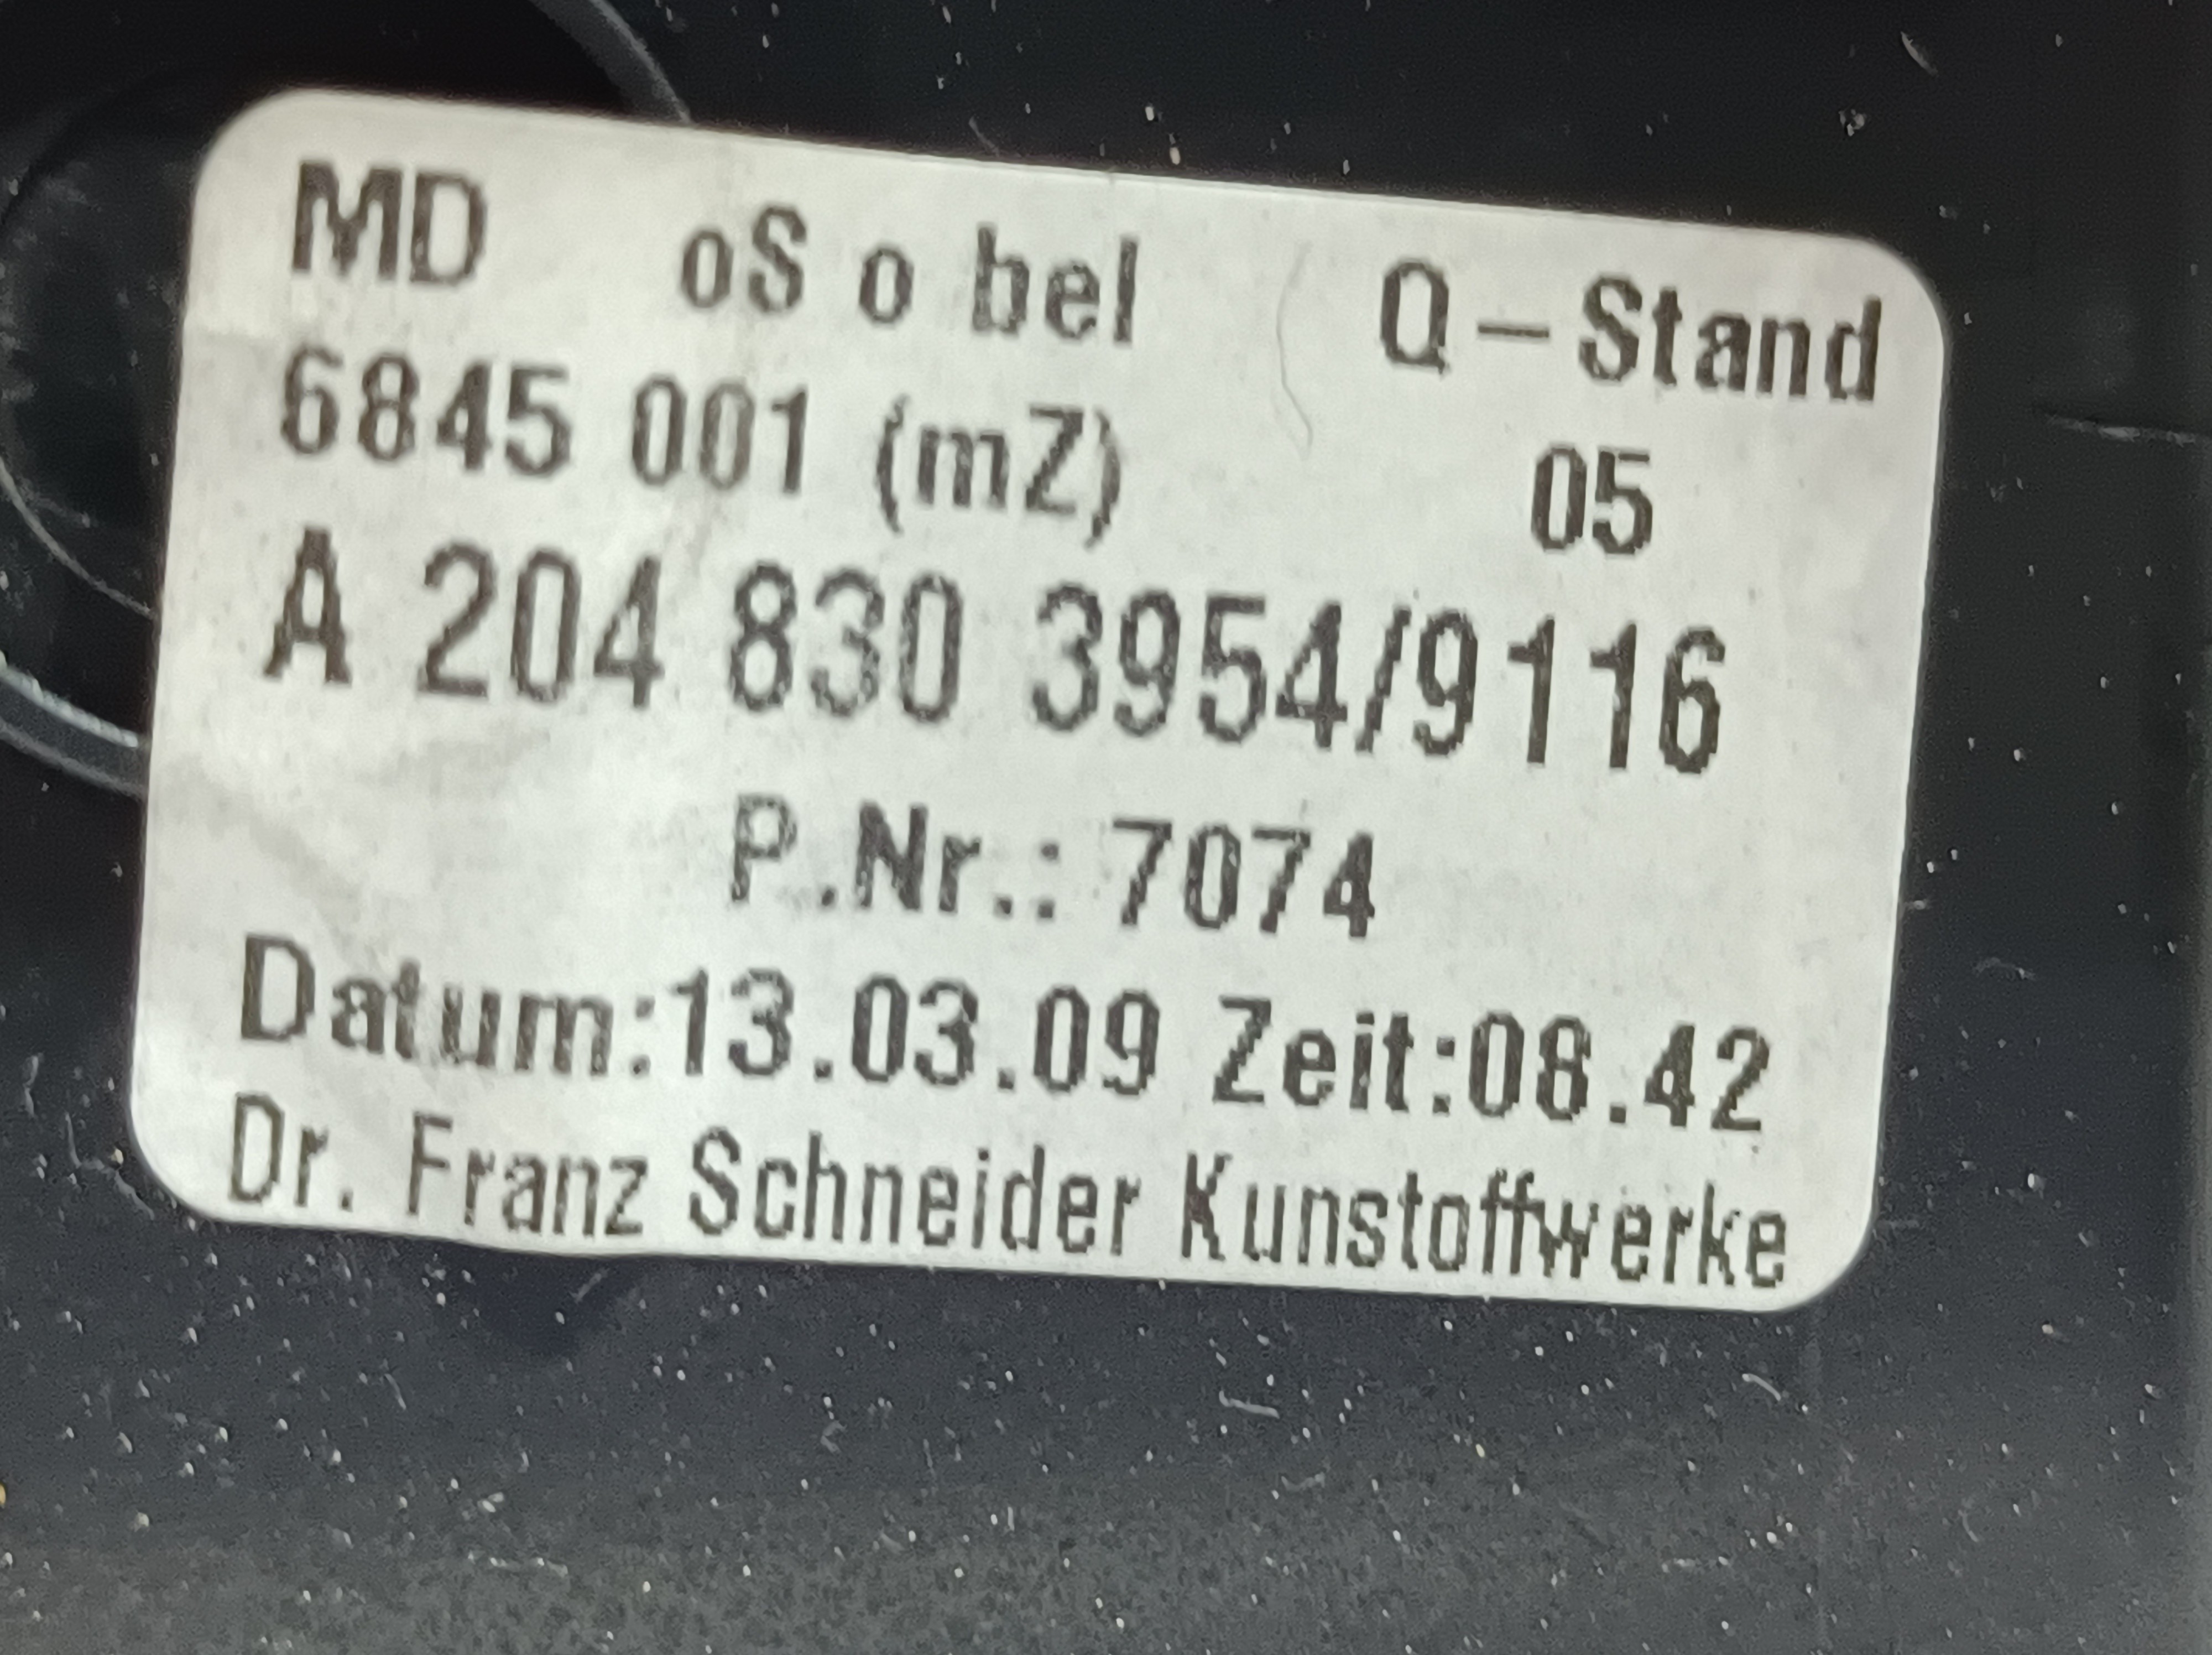 MD oS o bel Q-Stand
6845 001 (mZ) 05
A 204 830 3954/9116
P.Nr.: 7074
Datum:13.03.09 Zeit:08.42
Dr. Franz Schneider Kunstoffwerke